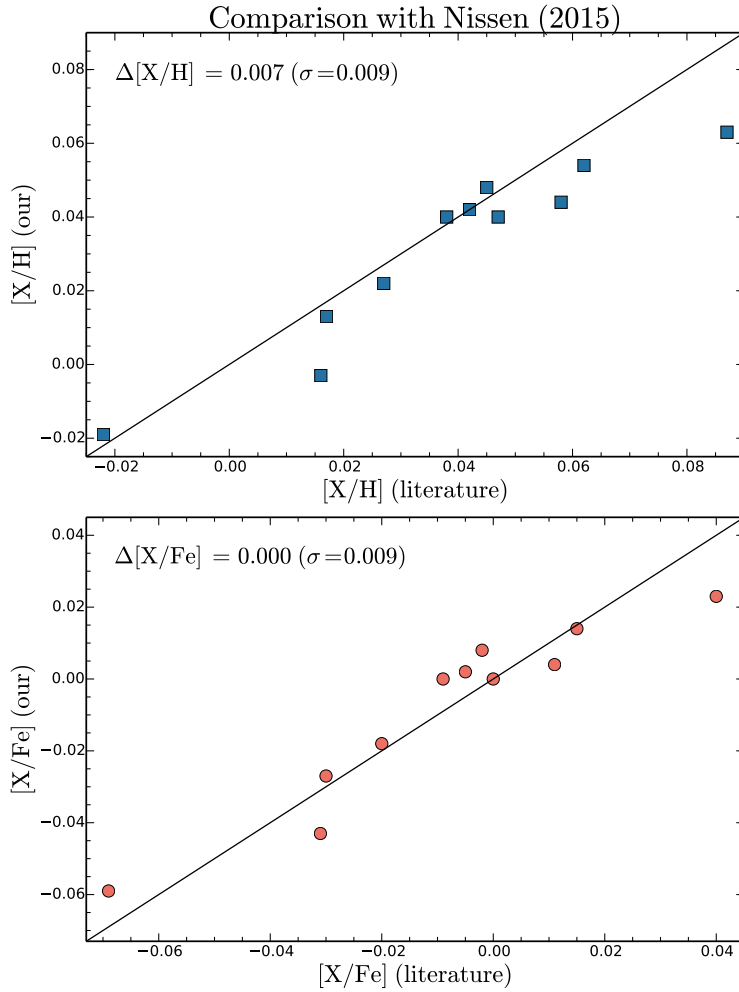 Comparison with Nissen (2015)
Δ[X/H] = 0.007 (σ=0.009)
0.08
0.06
0.04
0.02
0.00
−0.02
[X/H] (our)
−0.02 0.00 0.02 0.04 0.06 0.08
[X/H] (literature)
Δ[X/Fe] = 0.000 (σ=0.009)
0.04
0.02
0.00
−0.02
−0.04
−0.06
[X/Fe] (our)
−0.06 −0.04 −0.02 0.00 0.02 0.04
[X/Fe] (literature)